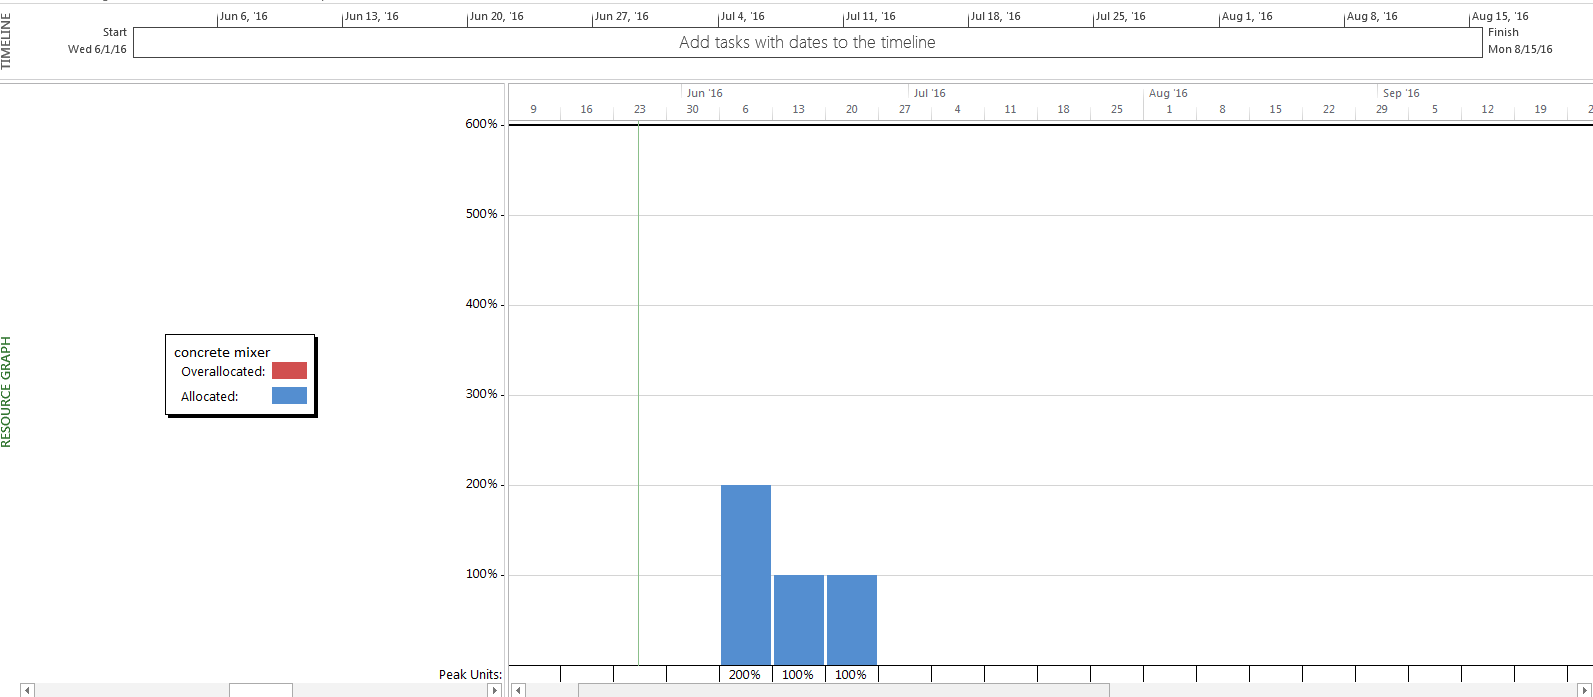 TIMELINE
Jun 6, '16 Jun 13, '16 Jun 20, '16 Jun 27, '16 Jul 4, '16 Jul 11, '16 Jul 18, '16 Jul 25, '16 Aug 1, '16 Aug 8, '16 Aug 15, '16
Start
Wed 6/1/16
Add tasks with dates to the timeline
Finish
Mon 8/15/16
RESOURCE GRAPH
concrete mixer
Overallocated:
Allocated:
Jun '16 Jul '16 Aug '16 Sep '16
9 16 23 30 6 13 20 27 4 11 18 25 1 8 15 22 29 5 12 19
600%
500%
400%
300%
200%
100%
Peak Units: 200% 100% 100%